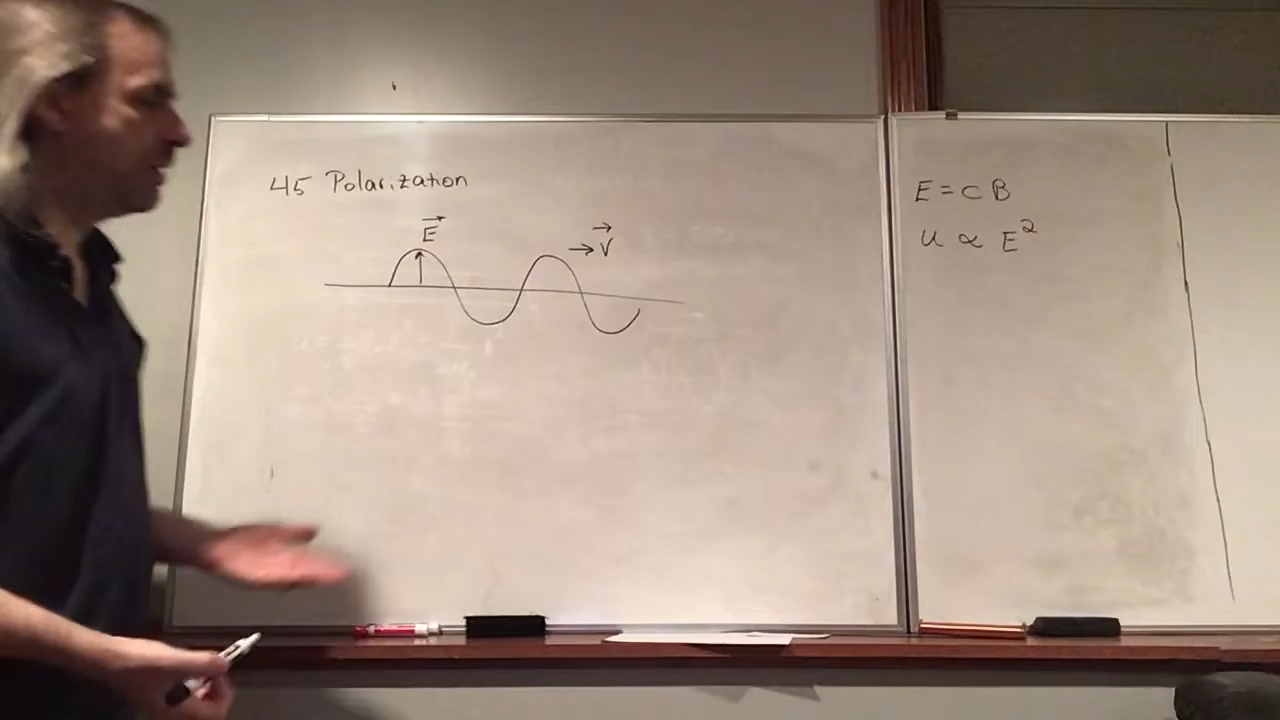 45 Polarization
E⃗
→ V⃗
E = c B
u ∝ E²